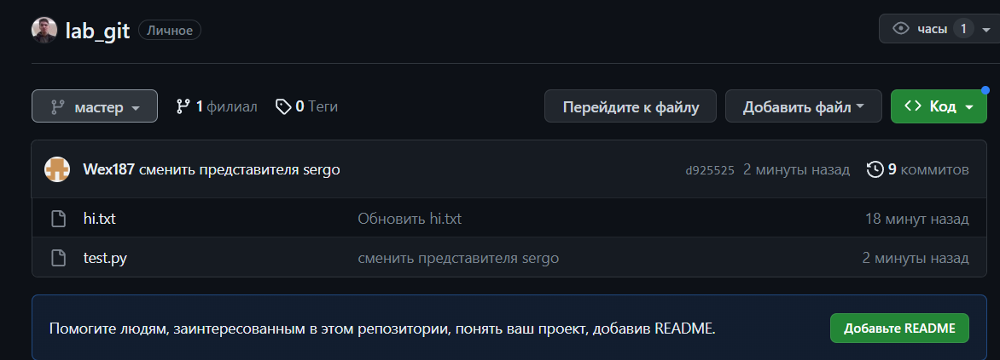 lab_git Личное
часы 1
мастер 1 филиал 0 Теги Перейдите к файлу Добавить файл Код
Wex187 сменить представителя sergo d925525 2 минуты назад 9 коммитов
hi.txt Обновить hi.txt 18 минут назад
test.py сменить представителя sergo 2 минуты назад
Помогите людям, заинтересованным в этом репозитории, понять ваш проект, добавив README. Добавьте README